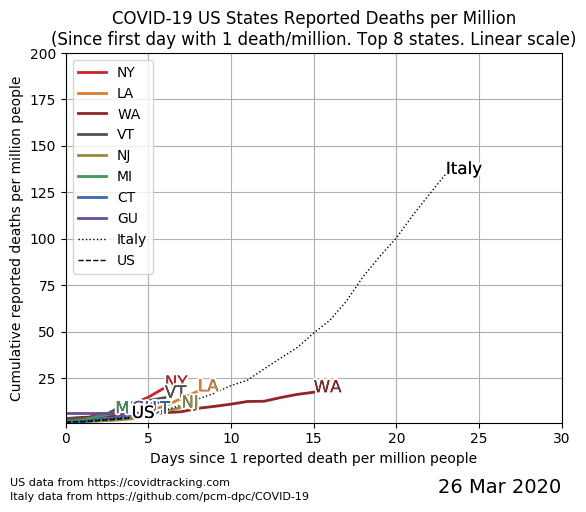 COVID-19 US States Reported Deaths per Million
(Since first day with 1 death/million. Top 8 states. Linear scale)
Cumulative reported deaths per million people
200
175
150
125
100
75
50
25
NY
LA
WA
VT
NJ
MI
CT
GU
Italy
US
Italy
NY
VT
LA
WA
NJ
US
0
5
10
15
20
25
30
Days since 1 reported death per million people
US data from https://covidtracking.com
Italy data from https://github.com/pcm-dpc/COVID-19
26 Mar 2020